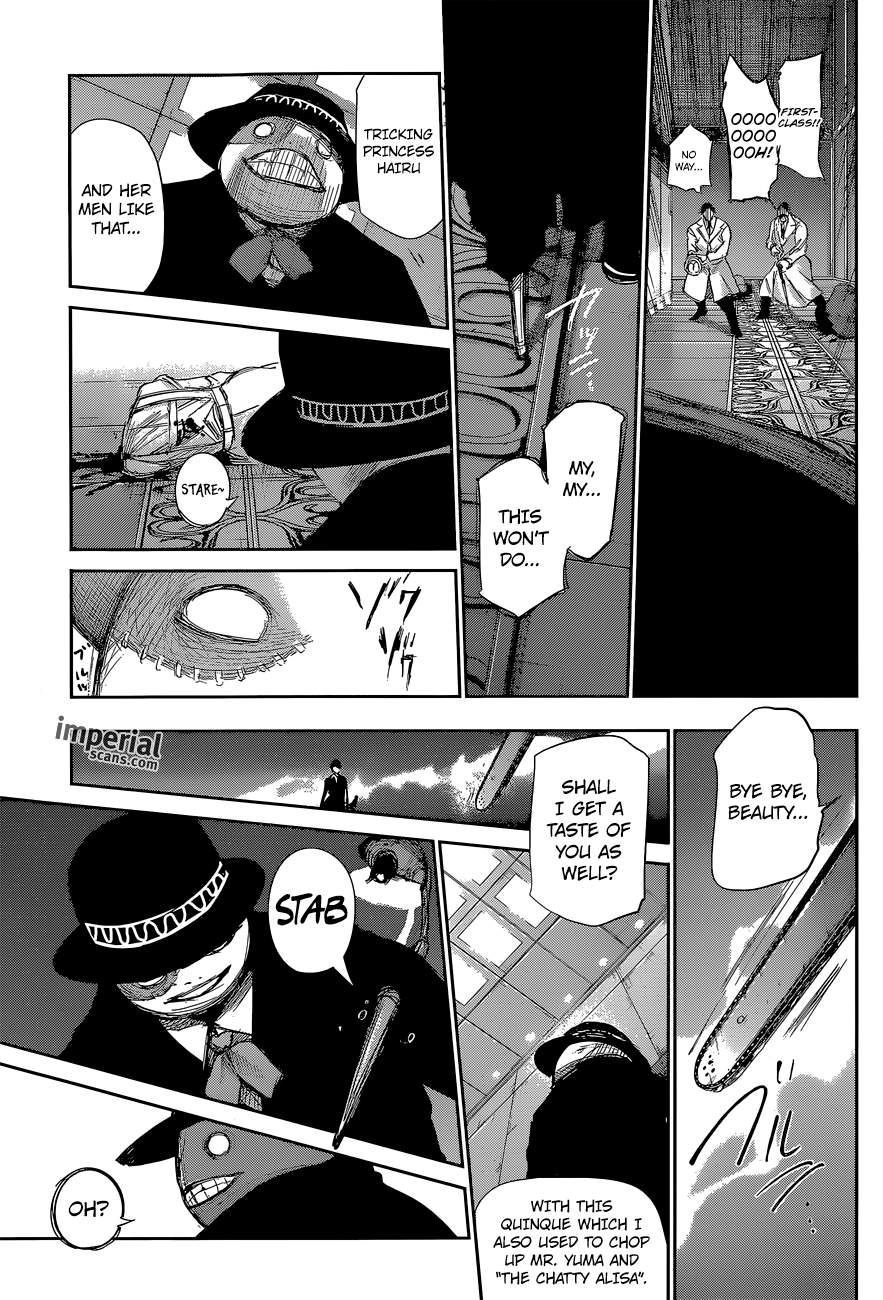 FIRST-
CLASS!!
OOOO
OOOO
OOH!
NO
WAY...
カッ
MY,
MY...
THIS
WON'T
DO...
TRICKING
PRINCESS
HAIRU
AND HER
MEN LIKE
THAT...
STARE~
imperial
scans.com
BYE BYE,
BEAUTY...
SHALL
I GET A
TASTE OF
YOU AS
WELL?
WITH THIS
QUINQUE WHICH I
ALSO USED TO CHOP
UP MR. YUMA AND
"THE CHATTY ALISA".
STAB
OH?